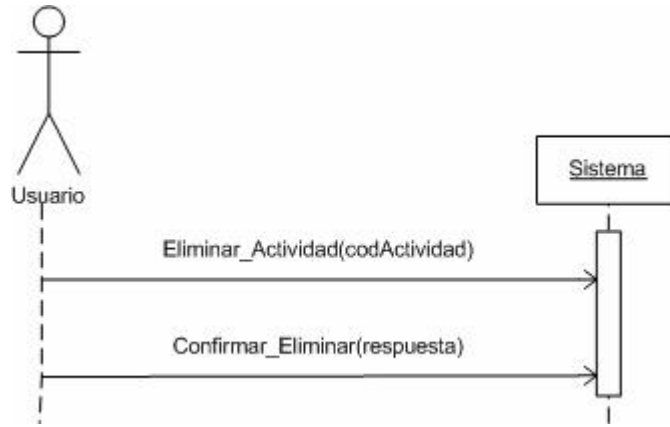 Usuario
Sistema
Eliminar_Actividad(codActividad)
Confirmar_Eliminar(respuesta)